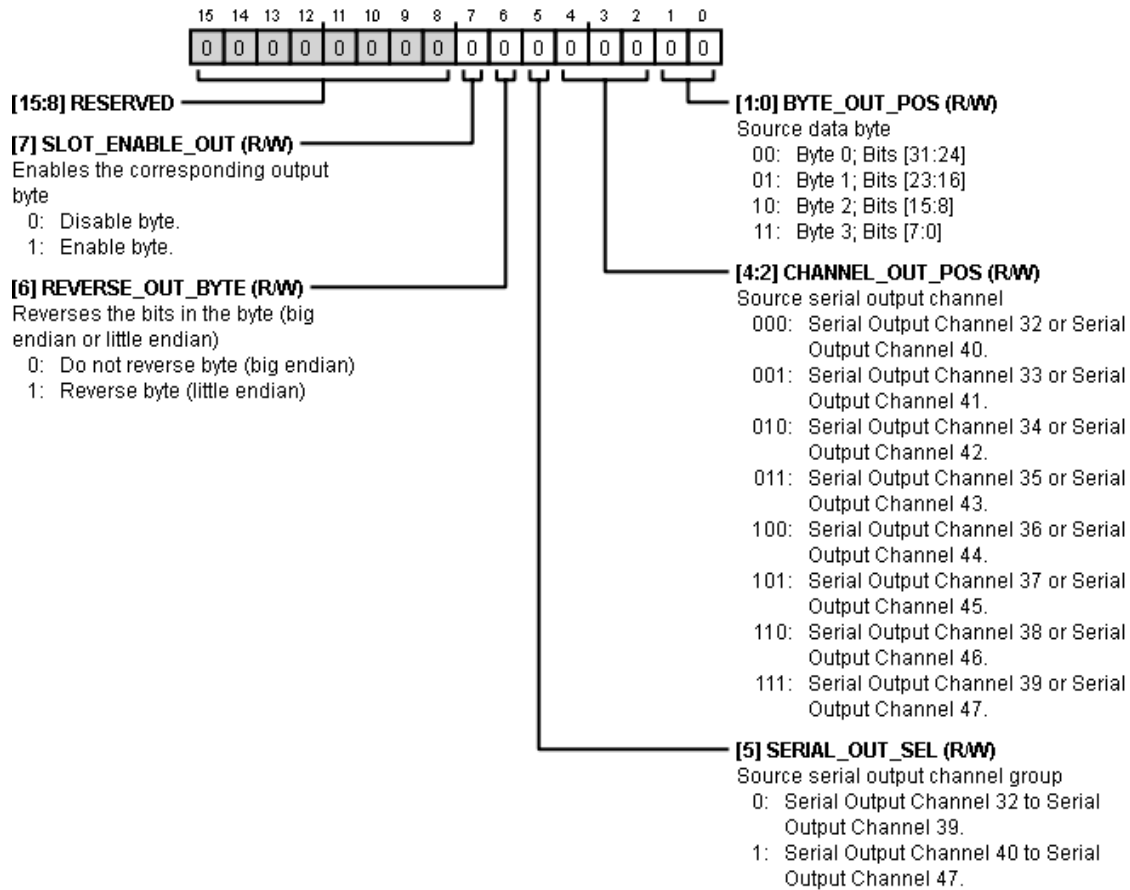 15 14 13 12 11 10 9 8 7 6 5 4 3 2 1 0
0 0 0 0 0 0 0 0 0 0 0 0 0 0 0 0
[15:8] RESERVED
[7] SLOT_ENABLE_OUT (R/W)
Enables the corresponding output
byte
0: Disable byte.
1: Enable byte.
[6] REVERSE_OUT_BYTE (R/W)
Reverses the bits in the byte (big
endian or little endian)
0: Do not reverse byte (big endian)
1: Reverse byte (little endian)
[1:0] BYTE_OUT_POS (R/W)
Source data byte
00: Byte 0; Bits [31:24]
01: Byte 1; Bits [23:16]
10: Byte 2; Bits [15:8]
11: Byte 3; Bits [7:0]
[4:2] CHANNEL_OUT_POS (R/W)
Source serial output channel
000: Serial Output Channel 32 or Serial
Output Channel 40.
001: Serial Output Channel 33 or Serial
Output Channel 41.
010: Serial Output Channel 34 or Serial
Output Channel 42.
011: Serial Output Channel 35 or Serial
Output Channel 43.
100: Serial Output Channel 36 or Serial
Output Channel 44.
101: Serial Output Channel 37 or Serial
Output Channel 45.
110: Serial Output Channel 38 or Serial
Output Channel 46.
111: Serial Output Channel 39 or Serial
Output Channel 47.
[5] SERIAL_OUT_SEL (R/W)
Source serial output channel group
0: Serial Output Channel 32 to Serial
Output Channel 39.
1: Serial Output Channel 40 to Serial
Output Channel 47.